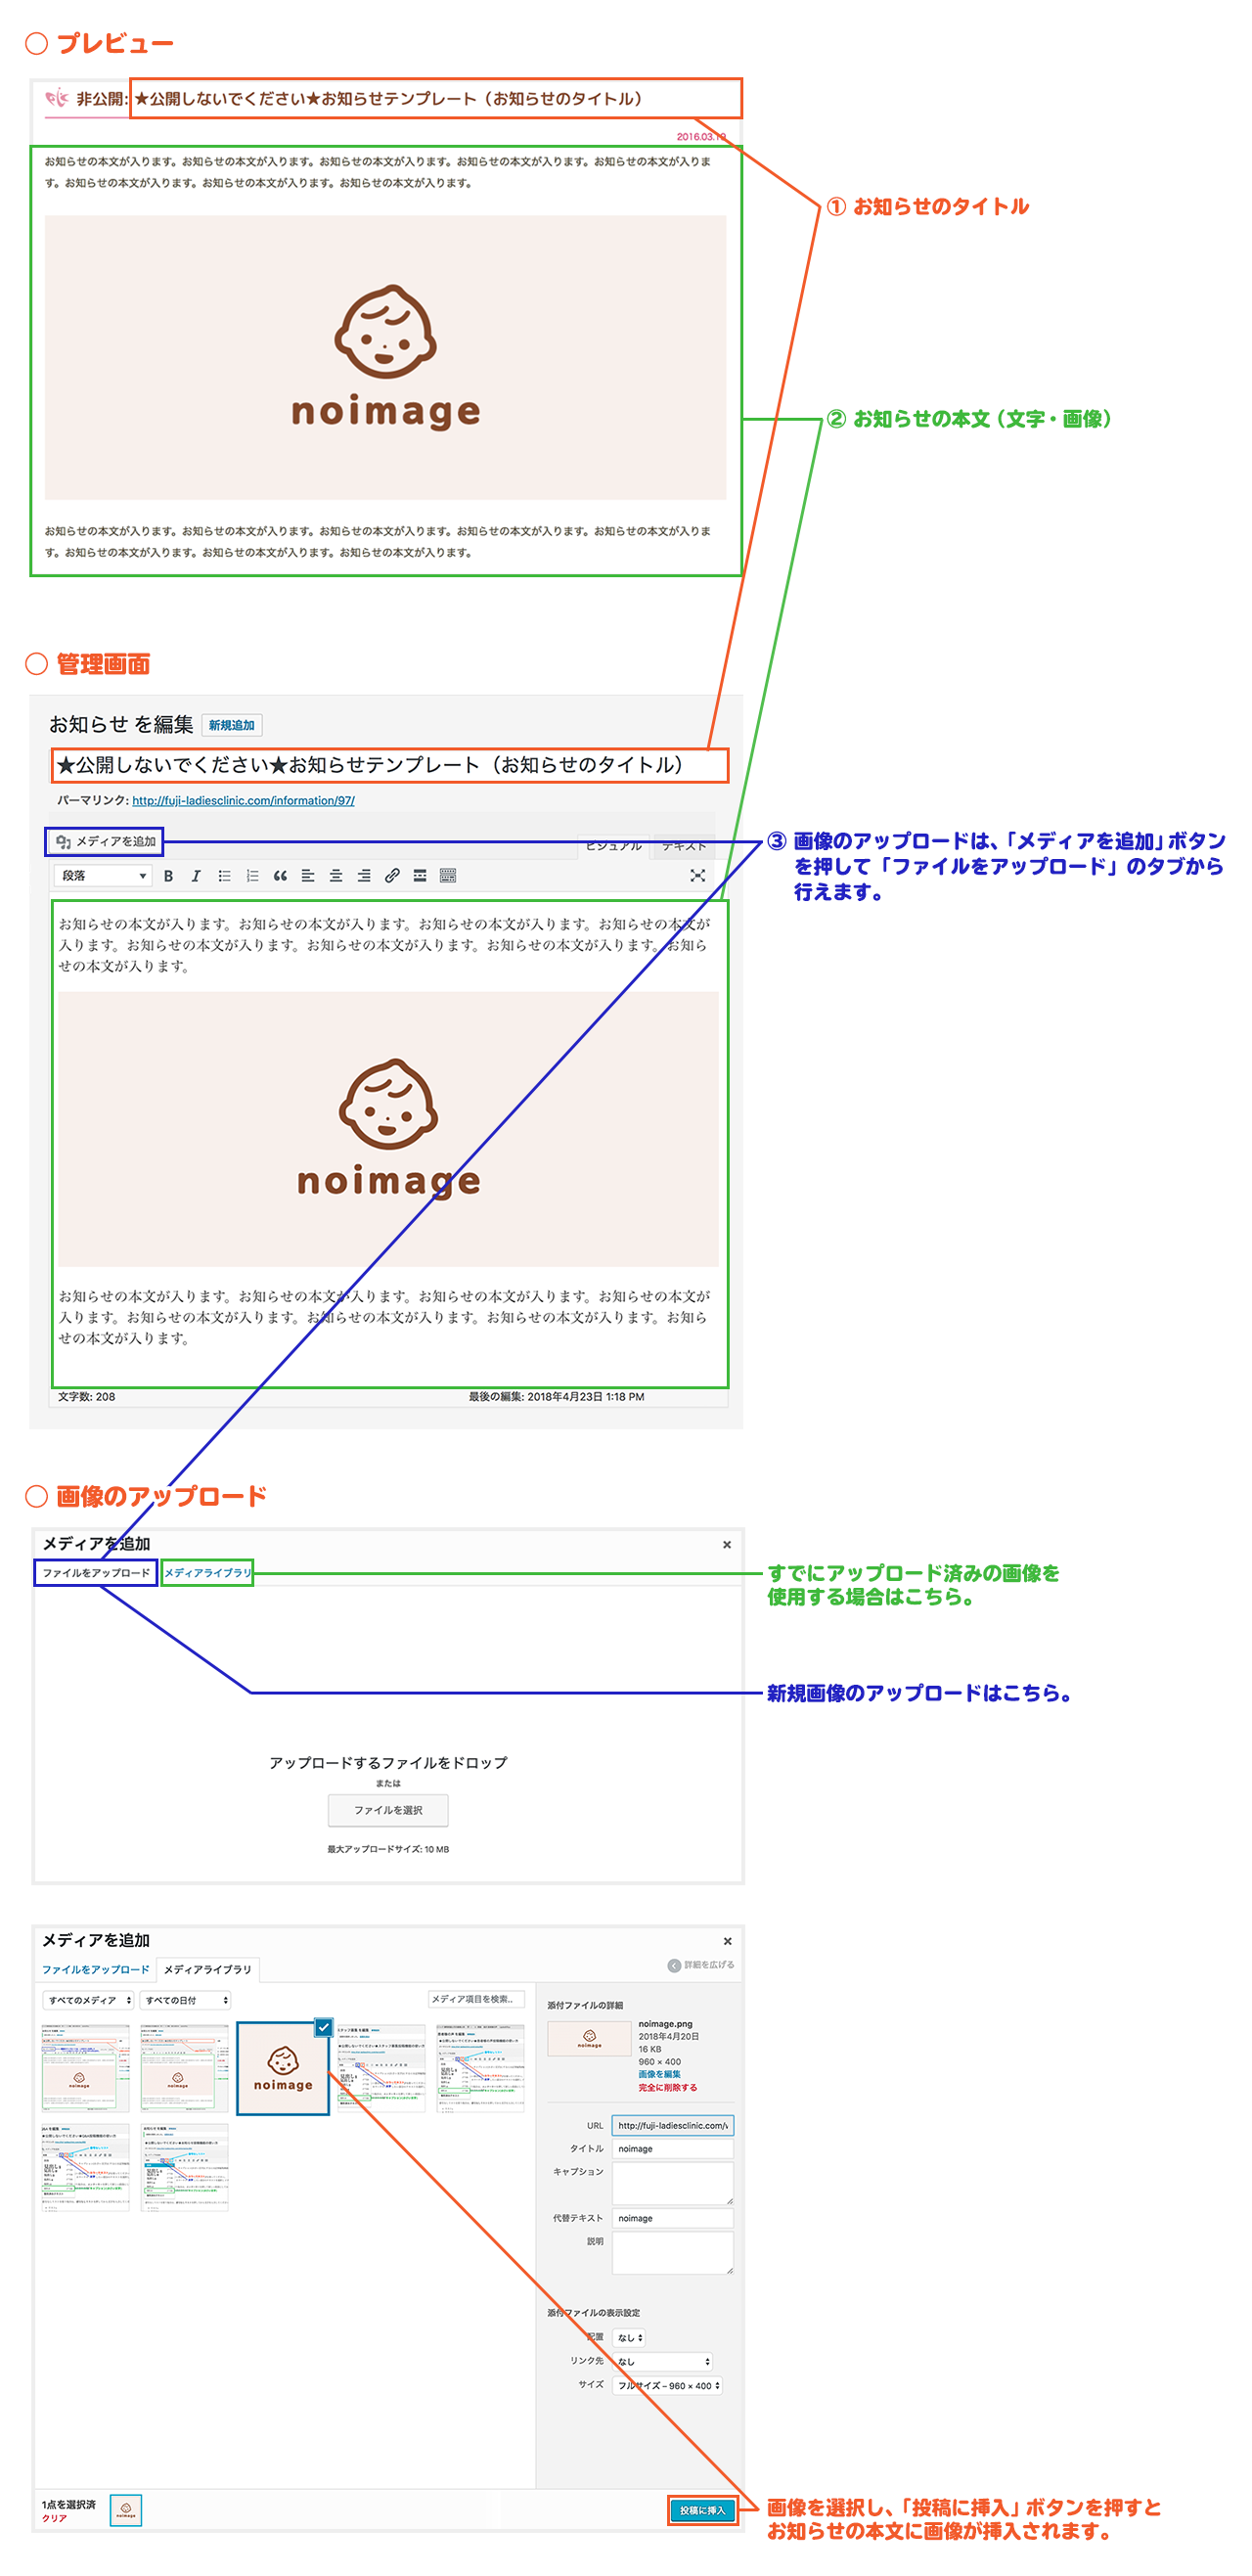 ○ プレビュー
非公開: ★公開しないでください★お知らせテンプレート（お知らせのタイトル）
2016.03.19
お知らせの本文が入ります。お知らせの本文が入ります。お知らせの本文が入ります。お知らせの本文が入ります。お知らせの本文が入りま
す。お知らせの本文が入ります。お知らせの本文が入ります。お知らせの本文が入ります。
① お知らせのタイトル
noimage
② お知らせの本文（文字・画像）
お知らせの本文が入ります。お知らせの本文が入ります。お知らせの本文が入ります。お知らせの本文が入ります。お知らせの本文が入りま
す。お知らせの本文が入ります。お知らせの本文が入ります。お知らせの本文が入ります。
○ 管理画面
お知らせ を編集 新規追加
★公開しないでください★お知らせテンプレート（お知らせのタイトル）
パーマリンク: http://fuji-ladiesclinic.com/information/97/
メディアを追加
ビジュアル テキスト
③ 画像のアップロードは、「メディアを追加」ボタン
を押して「ファイルをアップロード」のタブから
行えます。
段落
お知らせの本文が入ります。お知らせの本文が入ります。お知らせの本文が入ります。お知らせの本文が
入ります。お知らせの本文が入ります。お知らせの本文が入ります。お知らせの本文が入ります。お知ら
せの本文が入ります。
noimage
お知らせの本文が入ります。お知らせの本文が入ります。お知らせの本文が入ります。お知らせの本文が
入ります。お知らせの本文が入ります。お知らせの本文が入ります。お知らせの本文が入ります。お知ら
せの本文が入ります。
文字数: 208
最後の編集: 2018年4月23日 1:18 PM
○ 画像のアップロード
メディアを追加
ファイルをアップロード メディアライブラリ
すでにアップロード済みの画像を
使用する場合はこちら。
新規画像のアップロードはこちら。
アップロードするファイルをドロップ
または
ファイルを選択
最大アップロードサイズ: 10 MB
メディアを追加
ファイルをアップロード メディアライブラリ
詳細を広げる
すべてのメディア すべての日付
メディア項目を検索..
添付ファイルの詳細
noimage
noimage.png
2018年4月20日
16 KB
960 × 400
画像を編集
完全に削除する
noimage
URL http://fuji-ladiesclinic.com/
タイトル noimage
キャプション
代替テキスト noimage
説明
添付ファイルの表示設定
配置 なし
リンク先 なし
サイズ フルサイズ – 960 × 400
1点を選択済
クリア
noimage
投稿に挿入
画像を選択し、「投稿に挿入」ボタンを押すと
お知らせの本文に画像が挿入されます。